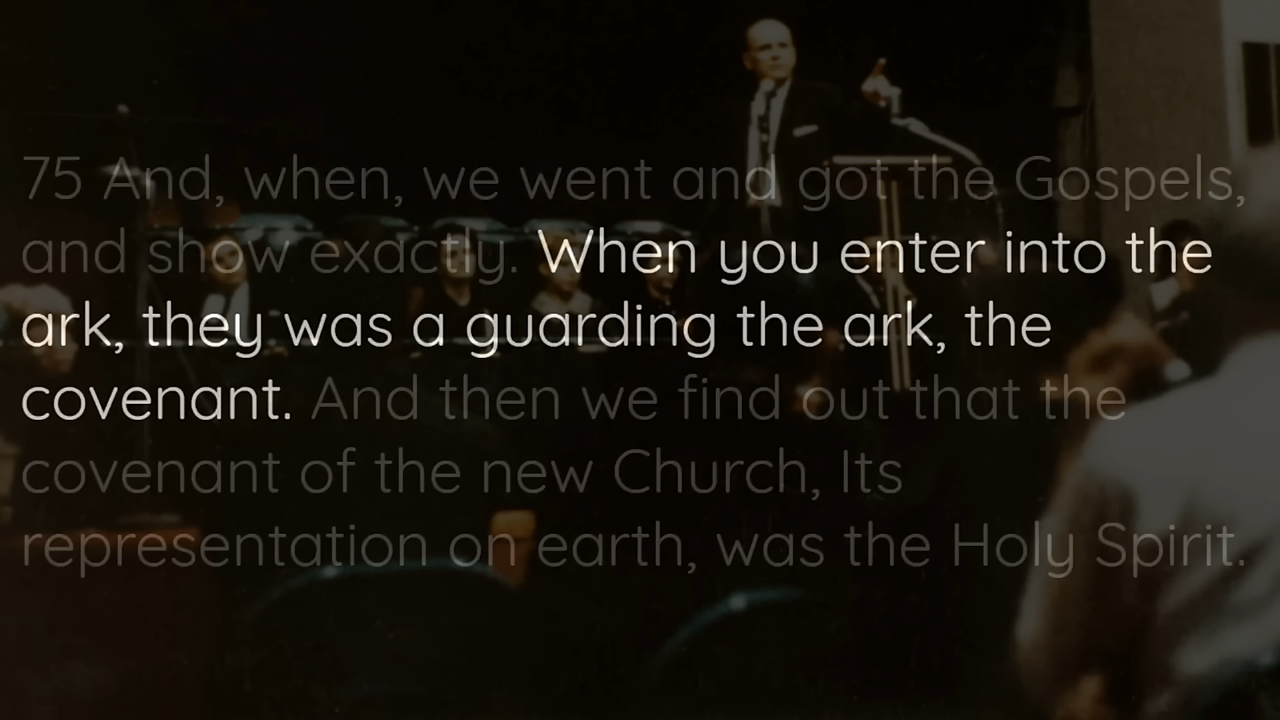 75 And, when, we went and got the Gospels,
and show exactly. When you enter into the
ark, they was a guarding the ark, the
covenant. And then we find out that the
covenant of the new Church, Its
representation on earth, was the Holy Spirit.